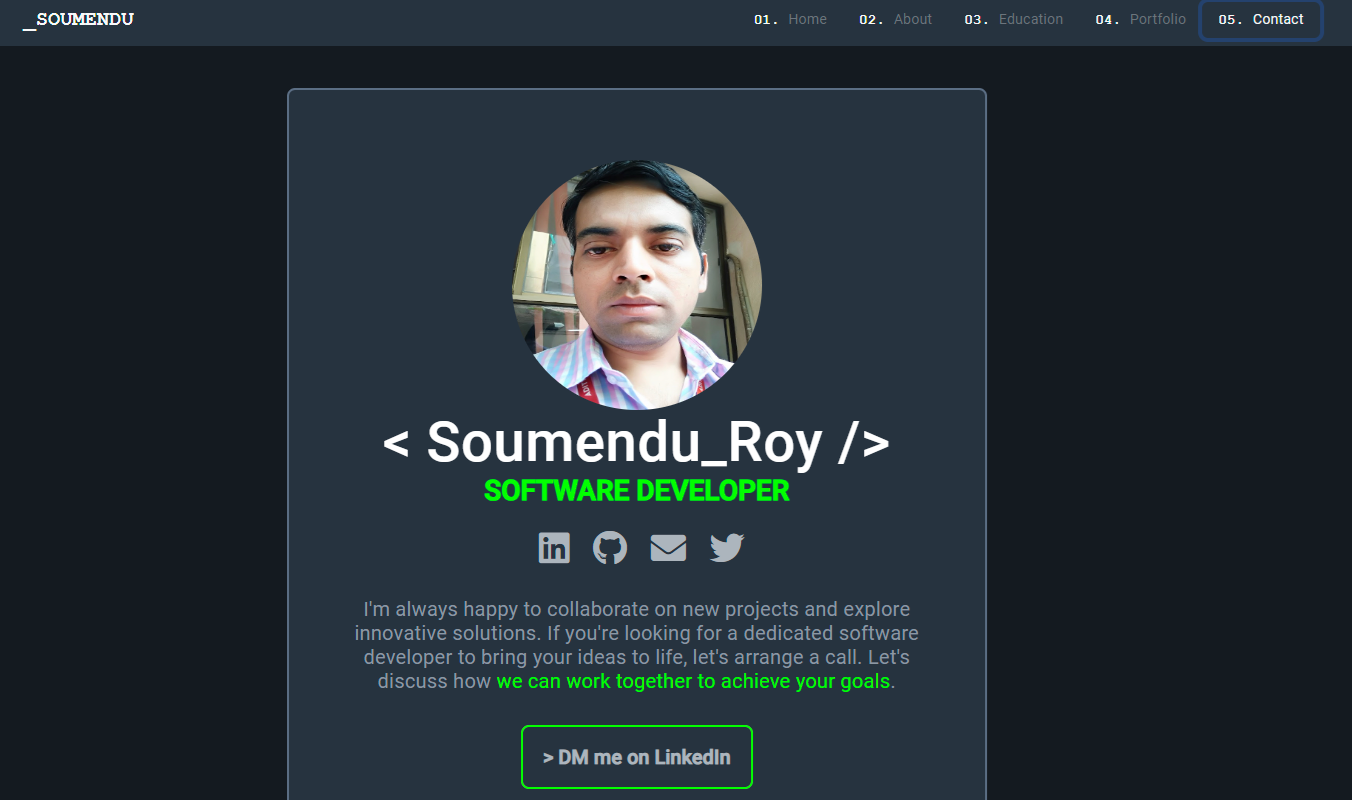 _SOUMENDU
01. Home 02. About 03. Education 04. Portfolio 05. Contact
< Soumendu_Roy />
SOFTWARE DEVELOPER
in
I'm always happy to collaborate on new projects and explore
innovative solutions. If you're looking for a dedicated software
developer to bring your ideas to life, let's arrange a call. Let's
discuss how we can work together to achieve your goals.
> DM me on LinkedIn